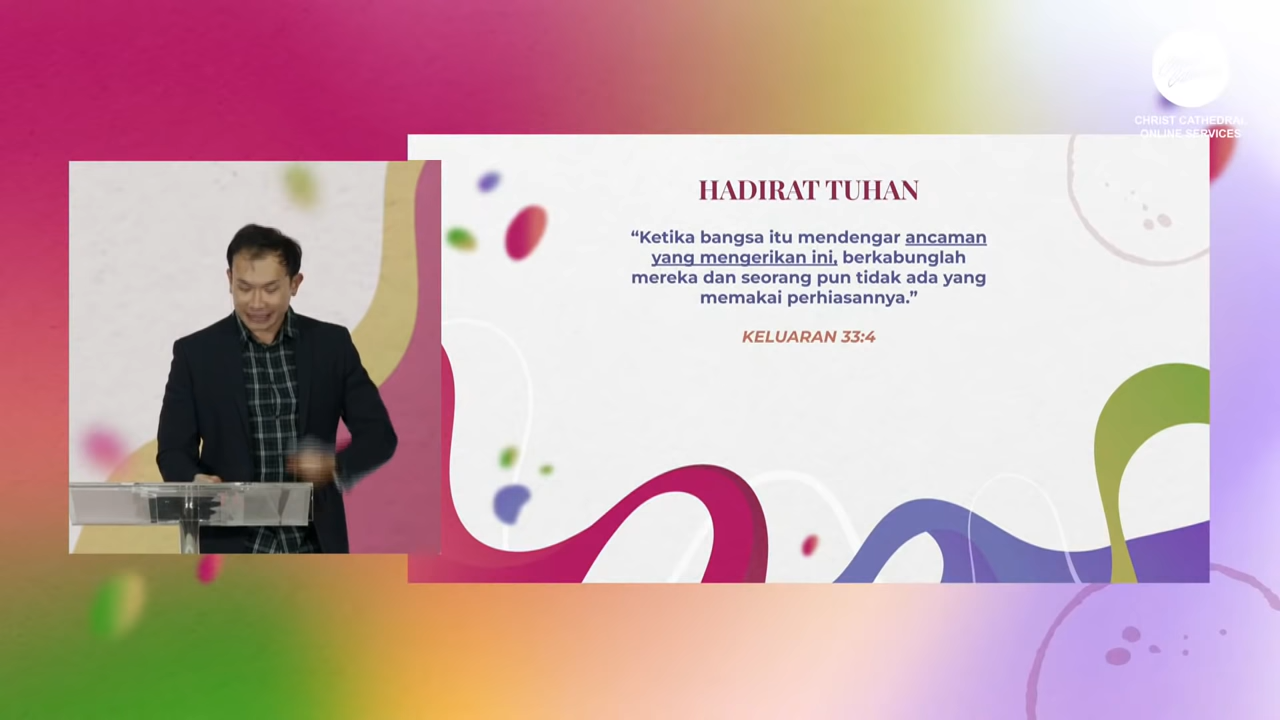 CHRIST CATHEDRAL
ONLINE SERVICES
HADIRAT TUHAN
“Ketika bangsa itu mendengar ancaman
yang mengerikan ini, berkabunglah
mereka dan seorang pun tidak ada yang
memakai perhiasannya.”
KELUARAN 33:4